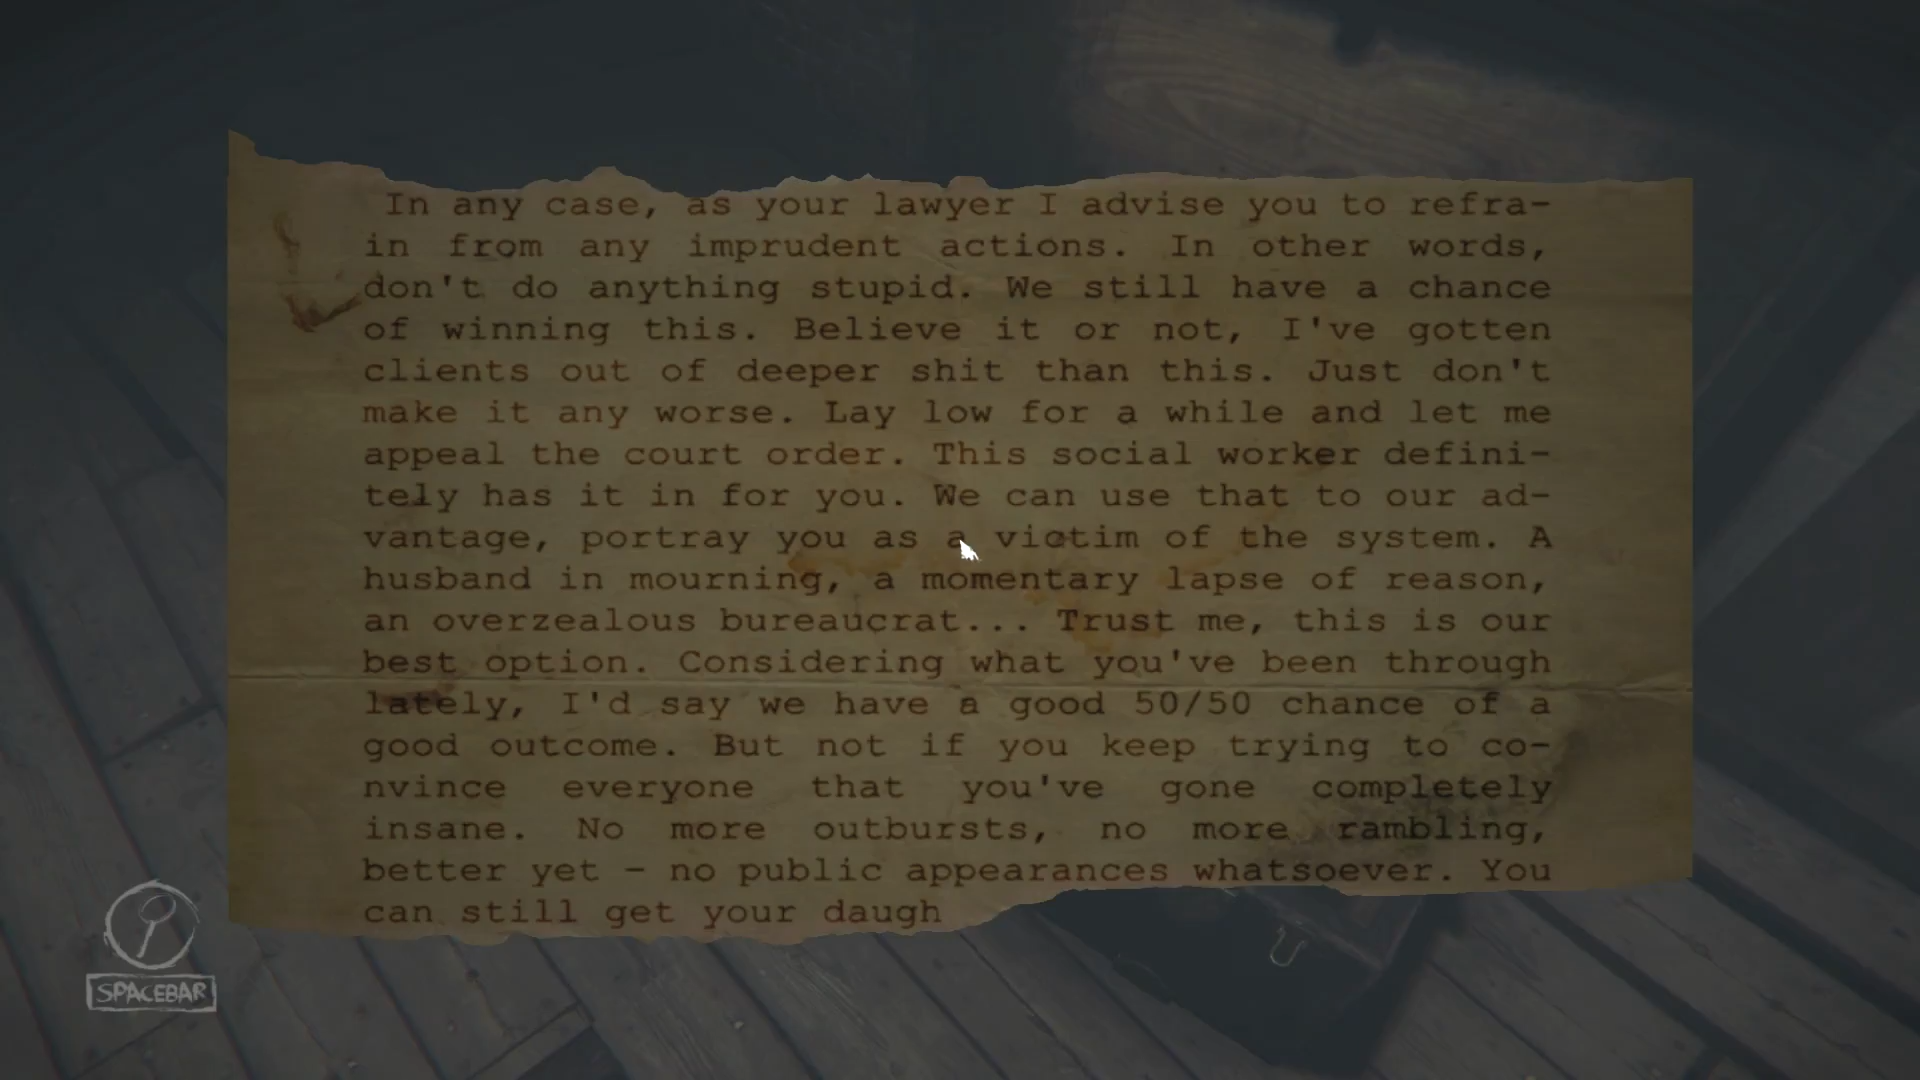 In any case, as your lawyer I advise you to refra-
in from any imprudent actions. In other words,
don't do anything stupid. We still have a chance
of winning this. Believe it or not, I've gotten
clients out of deeper shit than this. Just don't
make it any worse. Lay low for a while and let me
appeal the court order. This social worker defini-
tely has it in for you. We can use that to our ad-
vantage, portray you as a victim of the system. A
husband in mourning, a momentary lapse of reason,
an overzealous bureaucrat... Trust me, this is our
best option. Considering what you've been through
lately, I'd say we have a good 50/50 chance of a
good outcome. But not if you keep trying to co-
nvince everyone that you've gone completely
insane. No more outbursts, no more rambling,
better yet - no public appearances whatsoever. You
can still get your daugh
SPACEBAR